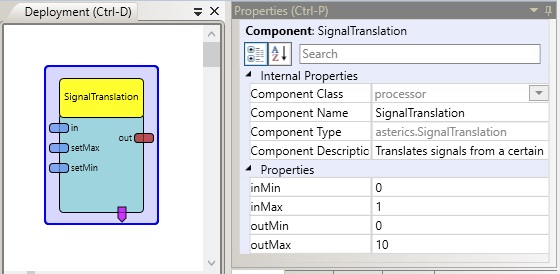 Deployment (Ctrl-D)
SignalTranslation
in
setMax
setMin
out
Properties (Ctrl-P)
Component: SignalTranslation
A
Z
Search
Internal Properties
Component Class processor
Component Name SignalTranslation
Component Type asterics.SignalTranslation
Component Descriptio Translates signals from a certain
Properties
inMin 0
inMax 1
outMin 0
outMax 10